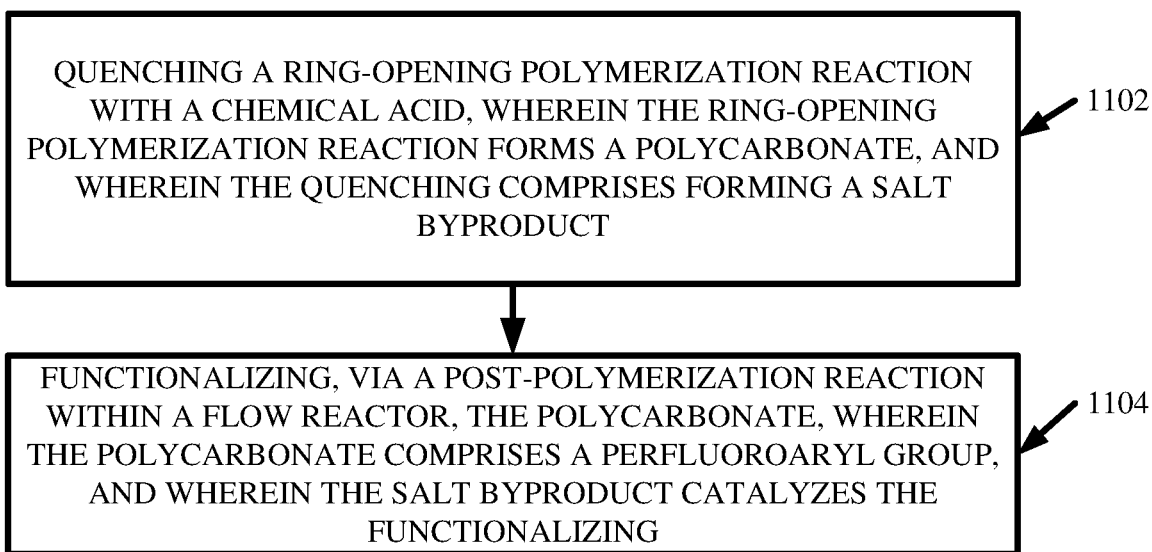 QUENCHING A RING-OPENING POLYMERIZATION REACTION
WITH A CHEMICAL ACID, WHEREIN THE RING-OPENING
POLYMERIZATION REACTION FORMS A POLYCARBONATE, AND
WHEREIN THE QUENCHING COMPRISES FORMING A SALT
BYPRODUCT
1102
FUNCTIONALIZING, VIA A POST-POLYMERIZATION REACTION
WITHIN A FLOW REACTOR, THE POLYCARBONATE, WHEREIN
THE POLYCARBONATE COMPRISES A PERFLUOROARYL GROUP,
AND WHEREIN THE SALT BYPRODUCT CATALYZES THE
FUNCTIONALIZING
1104